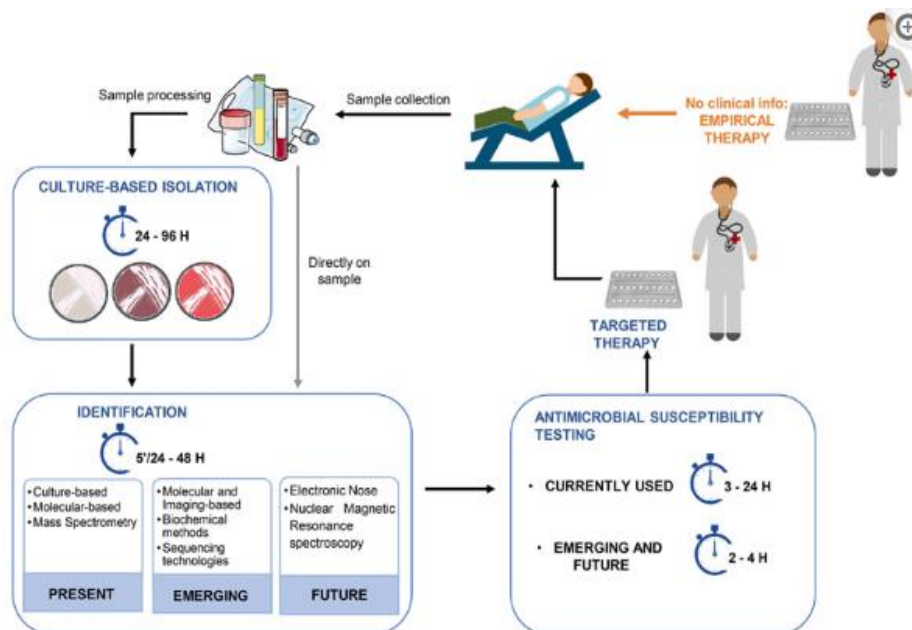 Sample processing
Sample collection
No clinical info:
EMPIRICAL
THERAPY
CULTURE-BASED ISOLATION
24 - 96 H
Directly on
sample
TARGETED
THERAPY
IDENTIFICATION
5'/24 - 48 H
•Culture-based
•Molecular-based
•Mass Spectrometry
PRESENT
•Molecular and
Imaging-based
•Biochemical
methods
•Sequencing
technologies
EMERGING
•Electronic Nose
•Nuclear Magnetic
Resonance
spectroscopy
FUTURE
ANTIMICROBIAL SUSCEPTIBILITY
TESTING
• CURRENTLY USED
3 - 24 H
• EMERGING AND
FUTURE
2 - 4 H